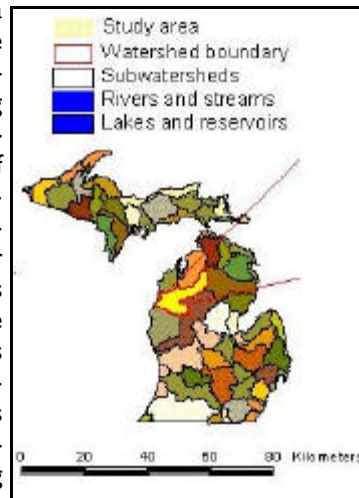 Study area
Watershed boundary
Subwatersheds
Rivers and streams
Lakes and reservoirs
0 20 40 60 80 Kilometers